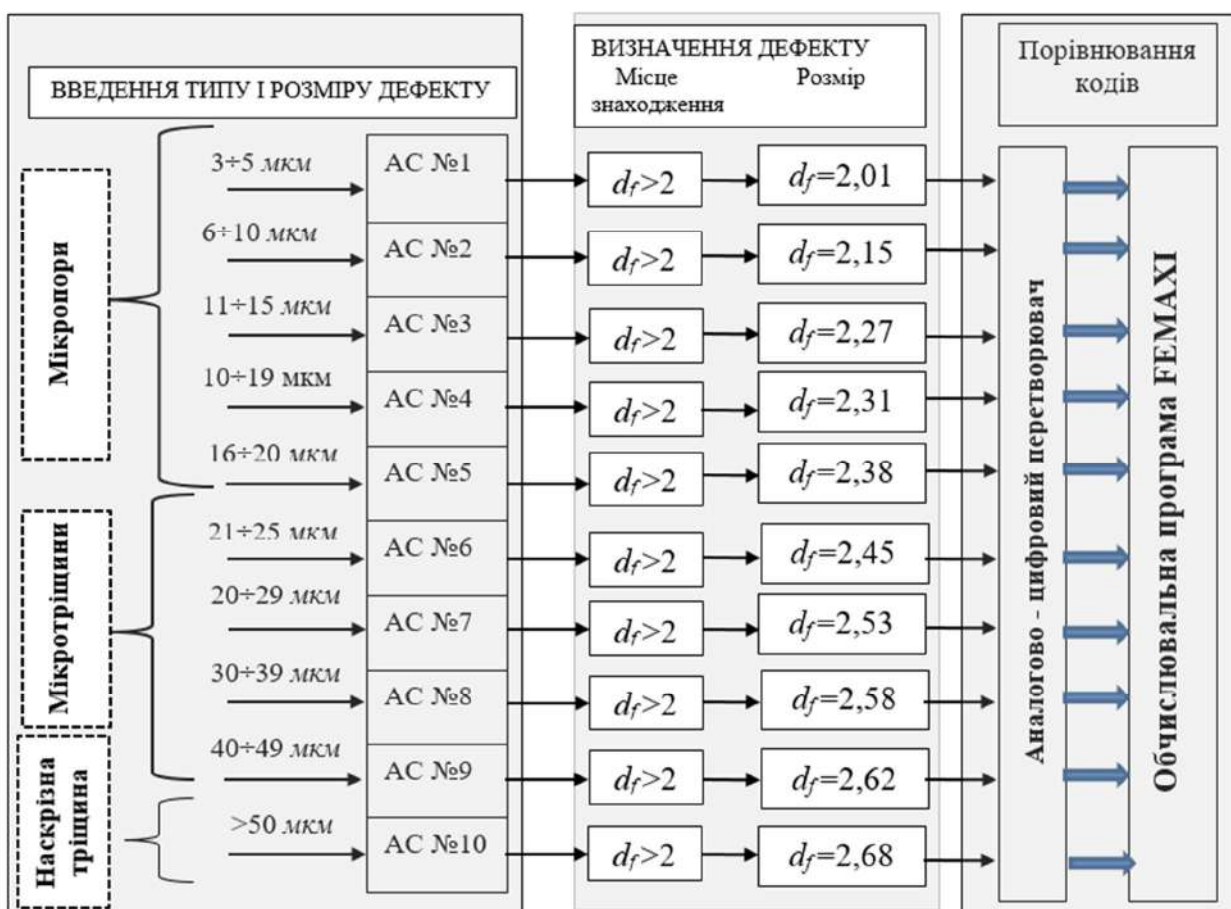 ВВЕДЕННЯ ТИПУ І РОЗМІРУ ДЕФЕКТУ
ВИЗНАЧЕННЯ ДЕФЕКТУ
Місце
знаходження
Розмір
Порівнювання
кодів
Мікропори
3÷5 мкм
АС №1
df>2
df=2,01
6÷10 мкм
АС №2
df>2
df=2,15
11÷15 мкм
АС №3
df>2
df=2,27
10÷19 мкм
АС №4
df>2
df=2,31
16÷20 мкм
АС №5
df>2
df=2,38
Мікротріщини
21÷25 мкм
АС №6
df>2
df=2,45
20÷29 мкм
АС №7
df>2
df=2,53
30÷39 мкм
АС №8
df>2
df=2,58
40÷49 мкм
АС №9
df>2
df=2,62
Наскрізна
тріщина
>50 мкм
АС №10
df>2
df=2,68
Аналогово - цифровий перетворювач
Обчислювальна програма FEMAXI